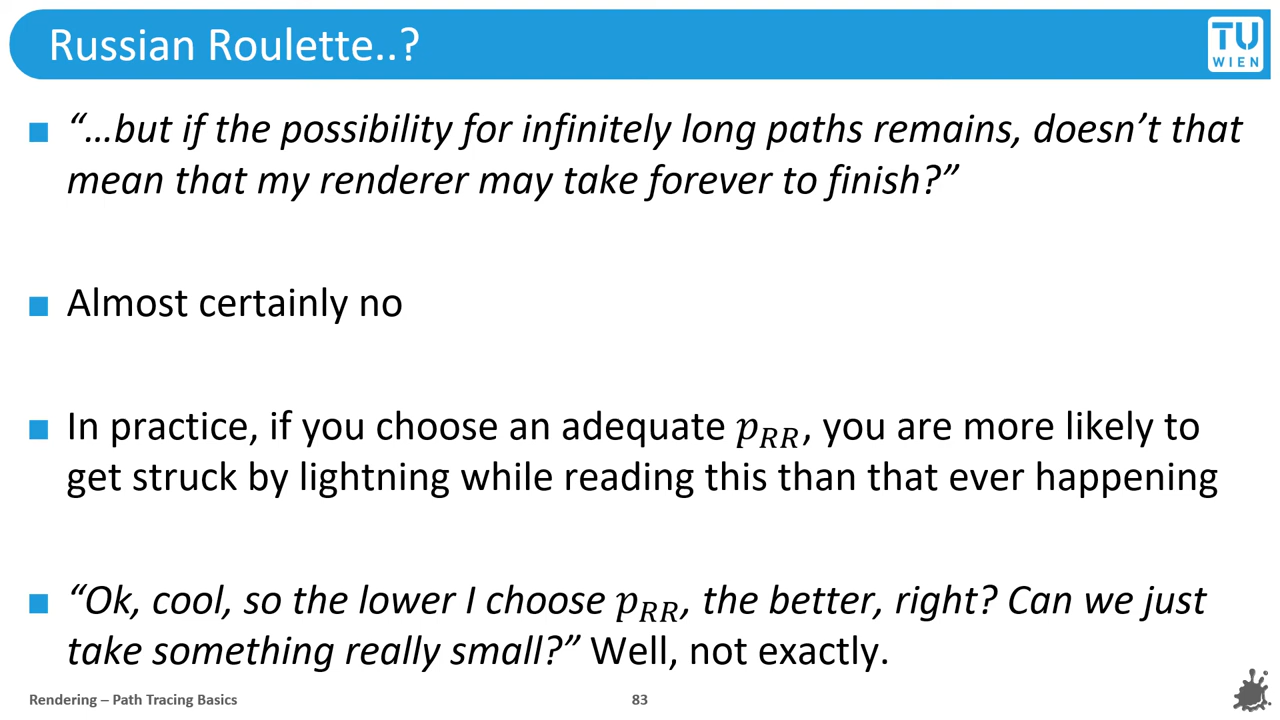 Russian Roulette..?
TU
WIEN
“…but if the possibility for infinitely long paths remains, doesn’t that
mean that my renderer may take forever to finish?”
Almost certainly no
In practice, if you choose an adequate 𝑝𝑅𝑅, you are more likely to
get struck by lightning while reading this than that ever happening
“Ok, cool, so the lower I choose 𝑝𝑅𝑅, the better, right? Can we just
take something really small?” Well, not exactly.
Rendering – Path Tracing Basics
83